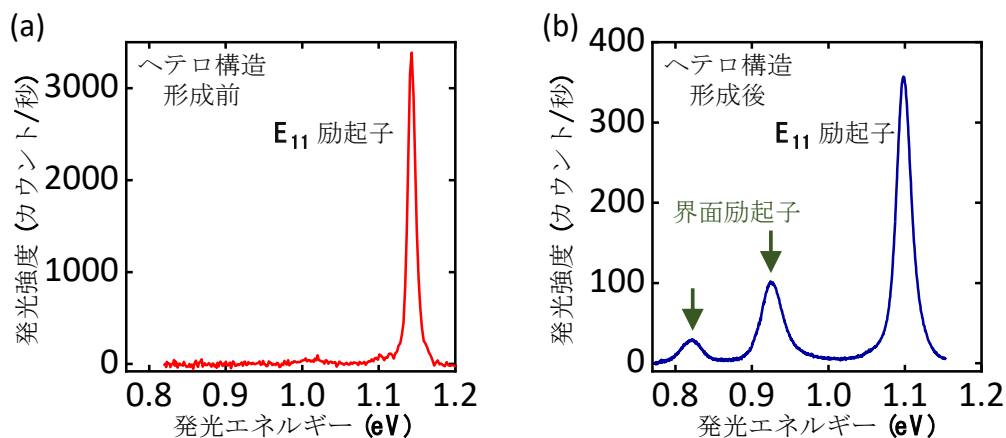 (a)
発光強度 (カウント/秒)
3000
2000
1000
0
ヘテロ構造
形成前
E11 励起子
0.8 0.9 1.0 1.1 1.2
発光エネルギー (eV)
(b)
発光強度 (カウント/秒)
400
300
200
100
0
ヘテロ構造
形成後
E11 励起子
界面励起子
0.8 0.9 1.0 1.1 1.2
発光エネルギー (eV)